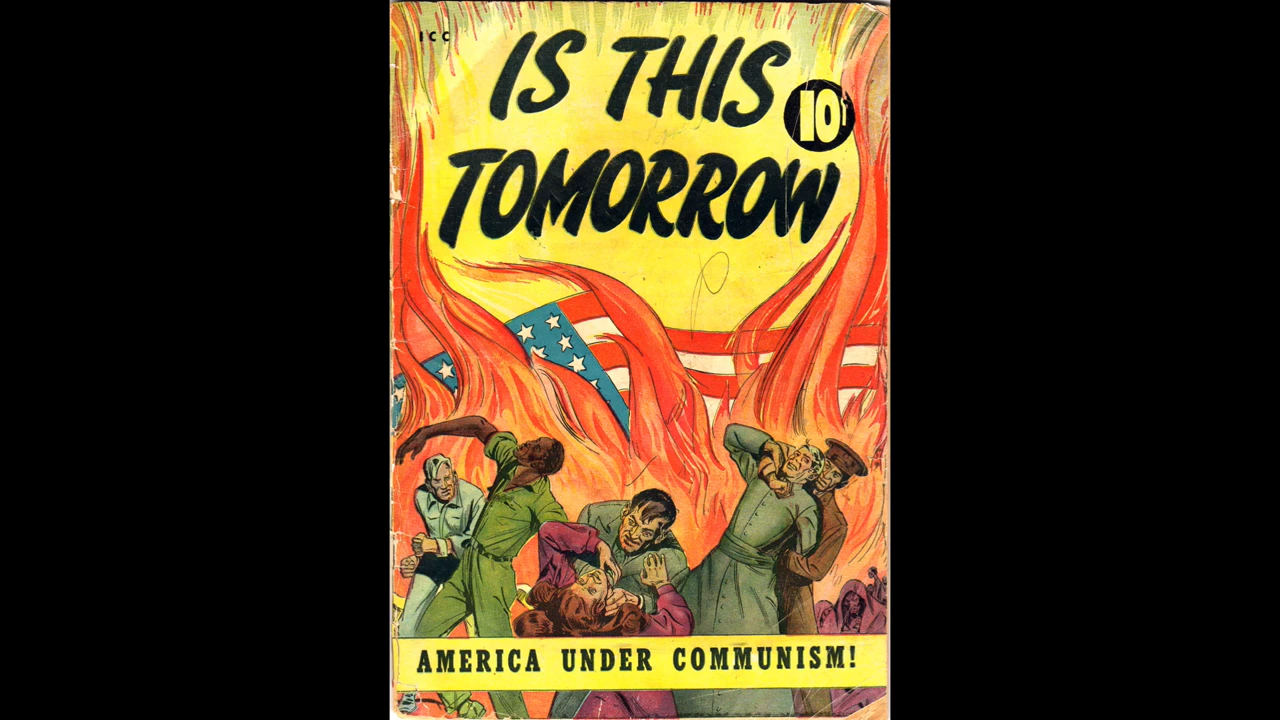 ICC
IS THIS
10¢
TOMORROW
AMERICA UNDER COMMUNISM!